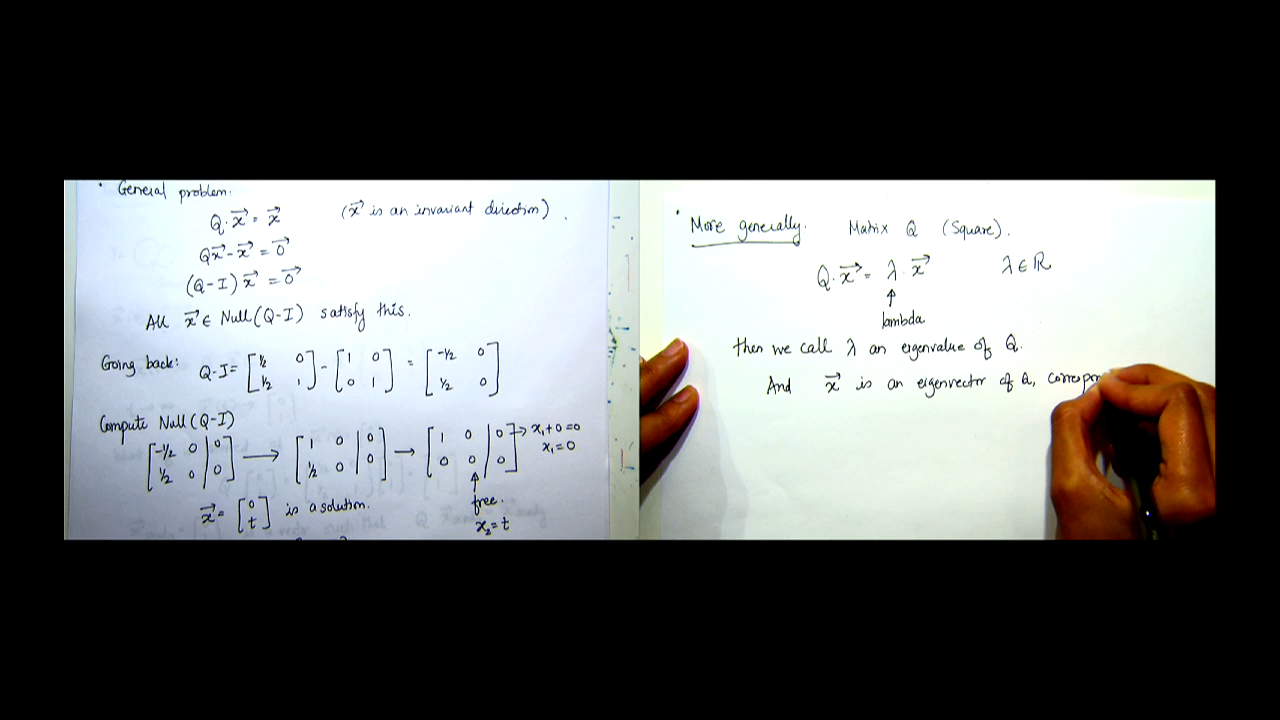 • General problem.
Q·x⃗ = x⃗ (x⃗ is an invariant direction).
Qx⃗ - x⃗ = 0⃗
(Q-I) x⃗ = 0⃗
All x⃗ ∈ Null(Q-I) satisfy this.
Going back: Q-I = [1/2 0; 1/2 1] - [1 0; 0 1] = [-1/2 0; 1/2 0]
Compute Null(Q-I)
[-1/2 0 | 0; 1/2 0 | 0] → [1 0 | 0; 1/2 0 | 0] → [1 0 | 0; 0 0 | 0] → x₁+0=0
x₁=0
↑
free.
x₂=t
x⃗ = [0; t] is a solution.
• More generally. Matrix Q (Square).
Q·x⃗ = λ·x⃗ λ∈ℝ
↑
lambda
then we call λ an eigenvalue of Q.
And x⃗ is an eigenvector of Q, correspon